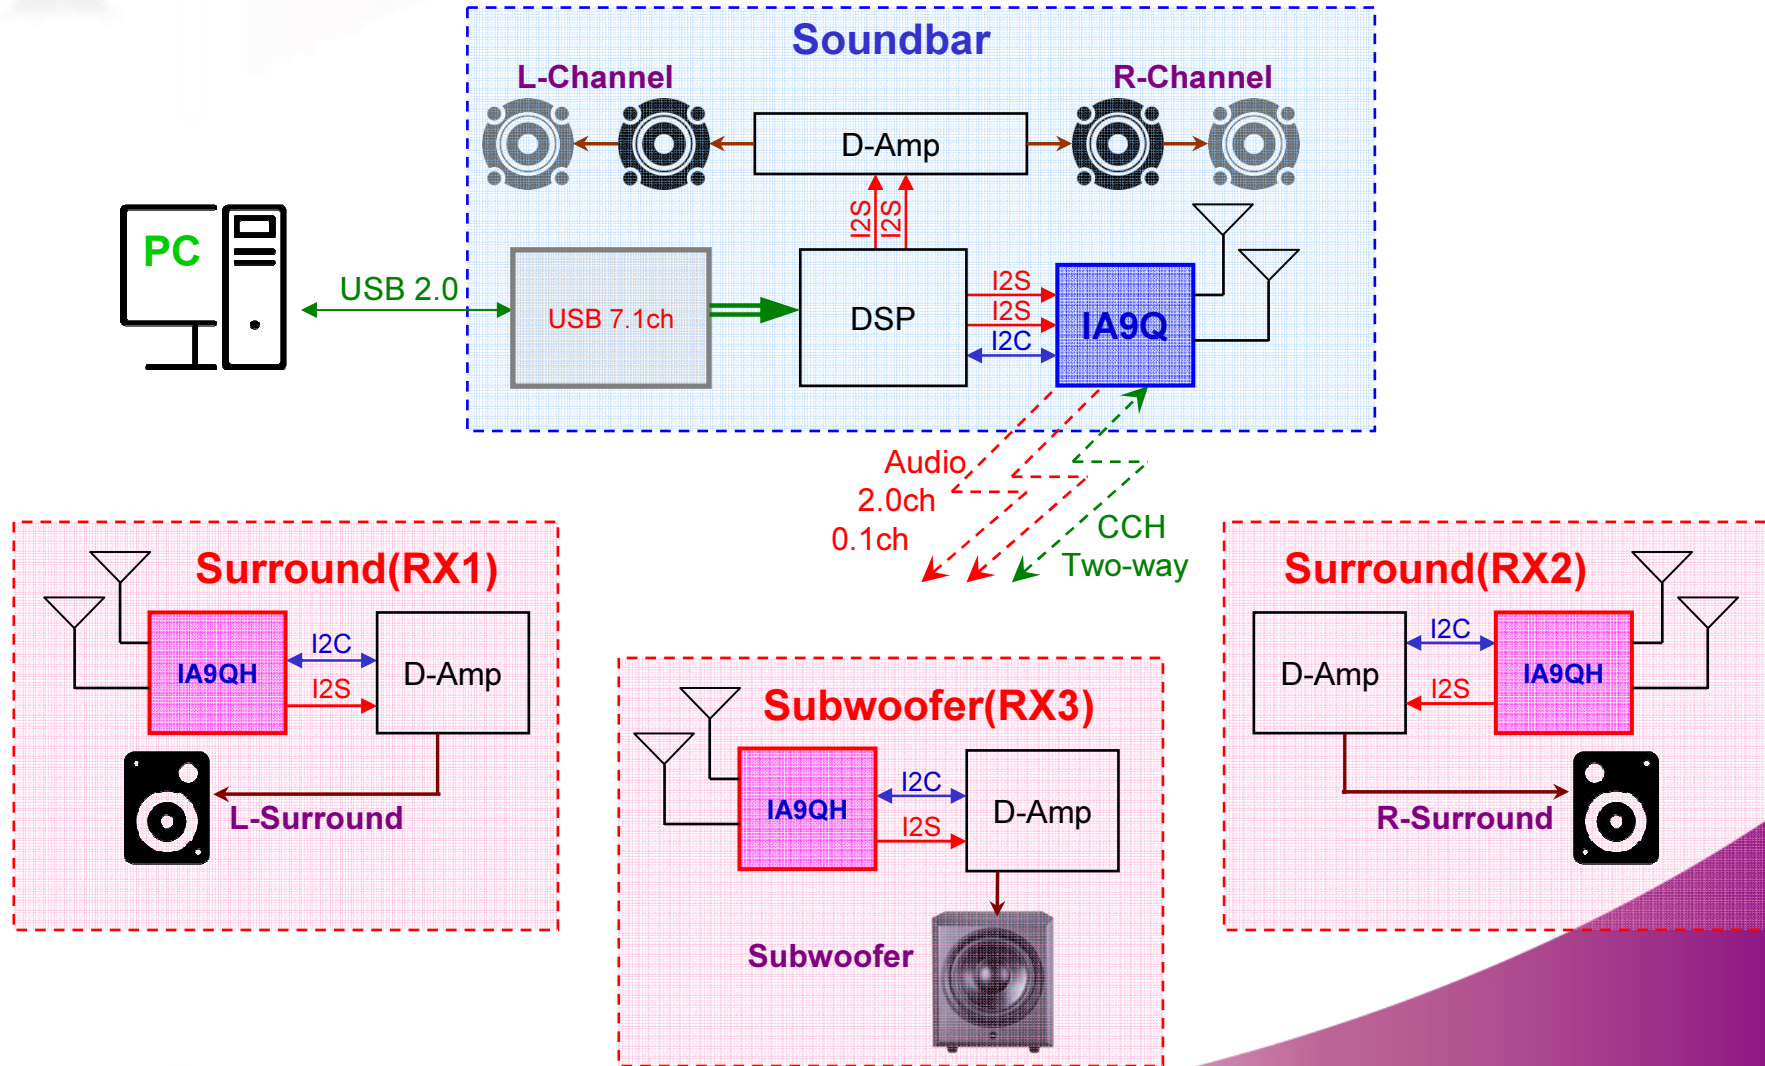 Soundbar
L-Channel
R-Channel
D-Amp
I2S
I2S
PC
USB 2.0
USB 7.1ch
DSP
I2S
I2S
I2C
IA9Q
Audio
2.0ch
0.1ch
CCH
Two-way
Surround(RX1)
IA9QH
I2C
I2S
D-Amp
L-Surround
Subwoofer(RX3)
IA9QH
I2C
I2S
D-Amp
Subwoofer
Surround(RX2)
D-Amp
I2C
I2S
IA9QH
R-Surround